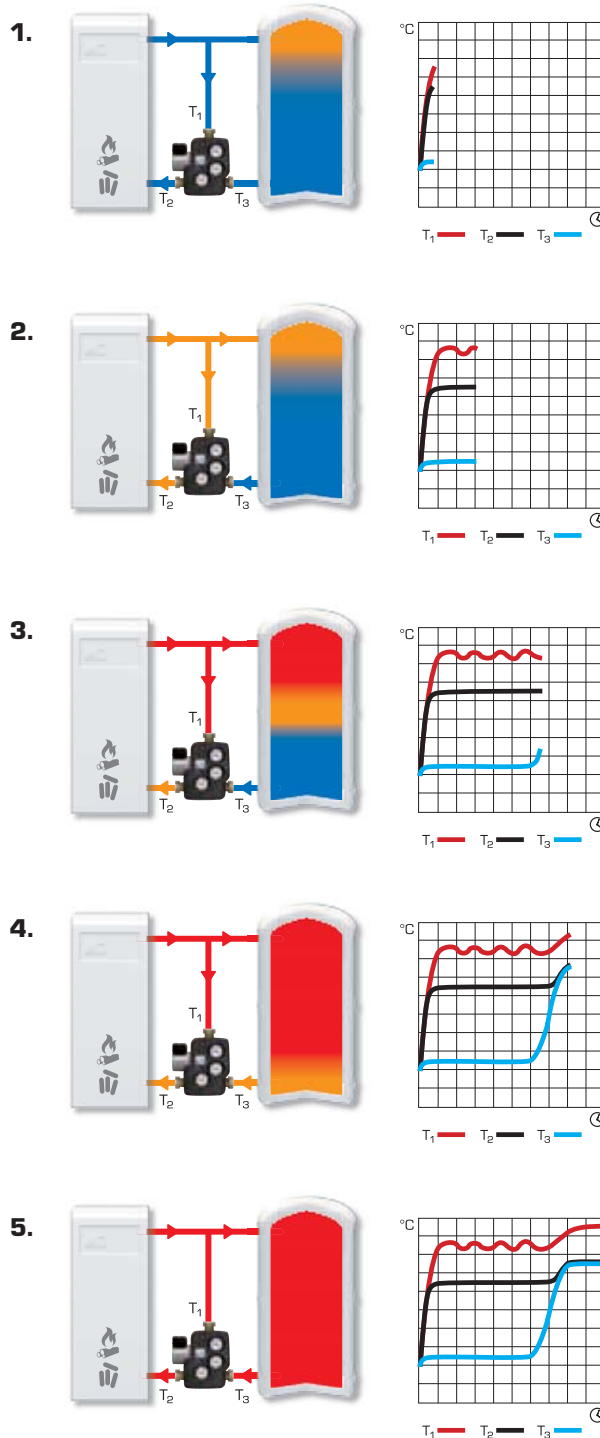 1.
°C
T₁
T₂ T₃
T₁ T₂ T₃
2.
°C
T₁
T₂ T₃
T₁ T₂ T₃
3.
°C
T₁
T₂ T₃
T₁ T₂ T₃
4.
°C
T₁
T₂ T₃
T₁ T₂ T₃
5.
°C
T₁
T₂ T₃
T₁ T₂ T₃